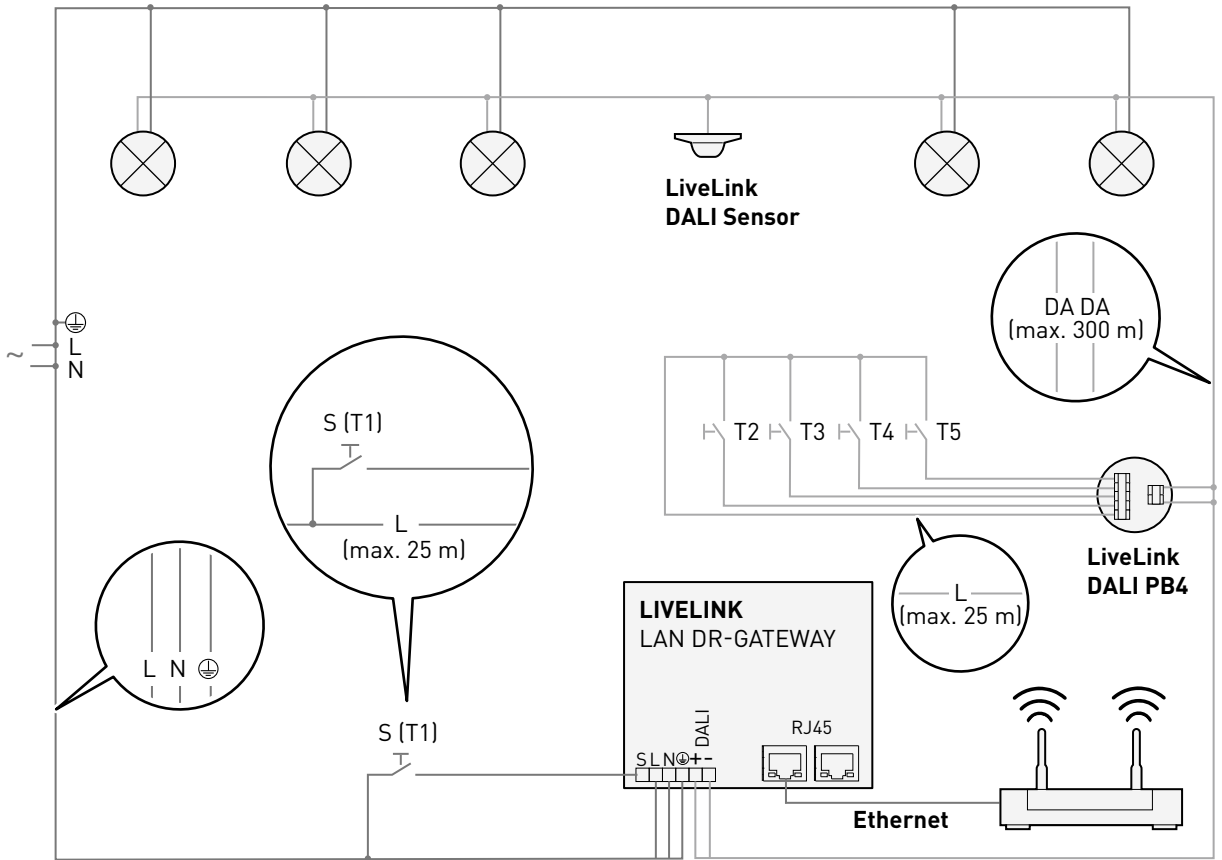 LiveLink
DALI Sensor
DA DA
(max. 300 m)
L
N
~
S (T1)
L
(max. 25 m)
T2
T3
T4
T5
LiveLink
DALI PB4
L
(max. 25 m)
L N
LIVELINK
LAN DR-GATEWAY
S (T1)
DALI
RJ45
S L N + -
Ethernet